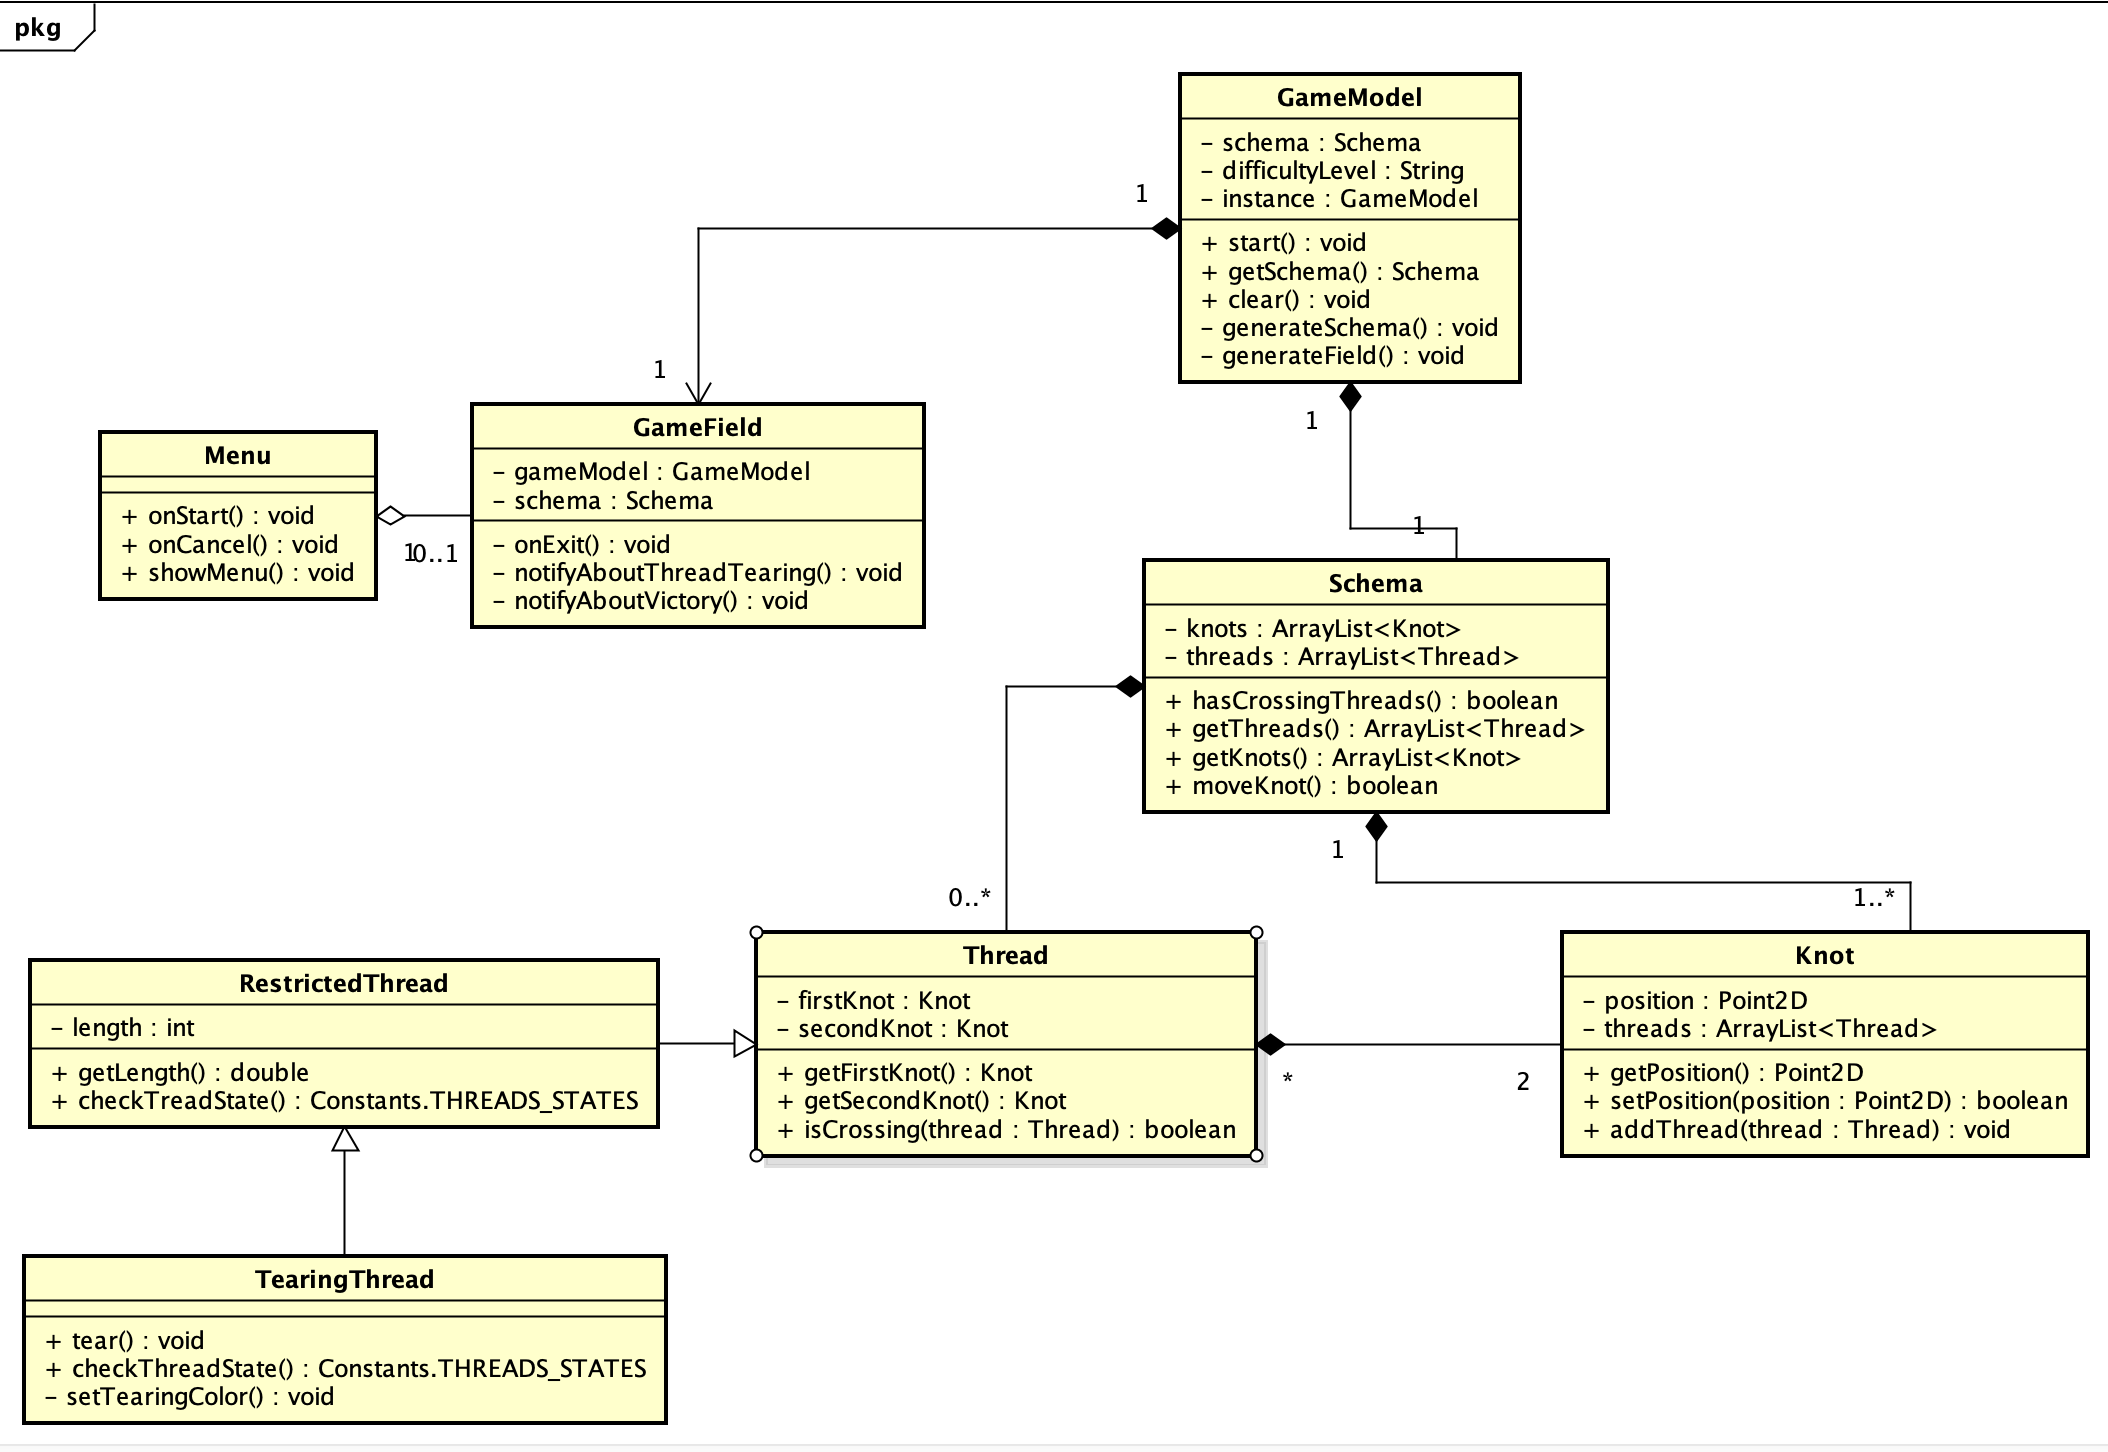 pkg
GameModel
– schema : Schema
– difficultyLevel : String
– instance : GameModel
+ start() : void
+ getSchema() : Schema
+ clear() : void
– generateSchema() : void
– generateField() : void
1
1
1
1
GameField
– gameModel : GameModel
– schema : Schema
– onExit() : void
– notifyAboutThreadTearing() : void
– notifyAboutVictory() : void
Menu
+ onStart() : void
+ onCancel() : void
+ showMenu() : void
1
0..1
Schema
– knots : ArrayList<Knot>
– threads : ArrayList<Thread>
+ hasCrossingThreads() : boolean
+ getThreads() : ArrayList<Thread>
+ getKnots() : ArrayList<Knot>
+ moveKnot() : boolean
1
0..*
1..*
RestrictedThread
– length : int
+ getLength() : double
+ checkTreadState() : Constants.THREADS_STATES
Thread
– firstKnot : Knot
– secondKnot : Knot
+ getFirstKnot() : Knot
+ getSecondKnot() : Knot
+ isCrossing(thread : Thread) : boolean
*
2
Knot
– position : Point2D
– threads : ArrayList<Thread>
+ getPosition() : Point2D
+ setPosition(position : Point2D) : boolean
+ addThread(thread : Thread) : void
TearingThread
+ tear() : void
+ checkThreadState() : Constants.THREADS_STATES
– setTearingColor() : void